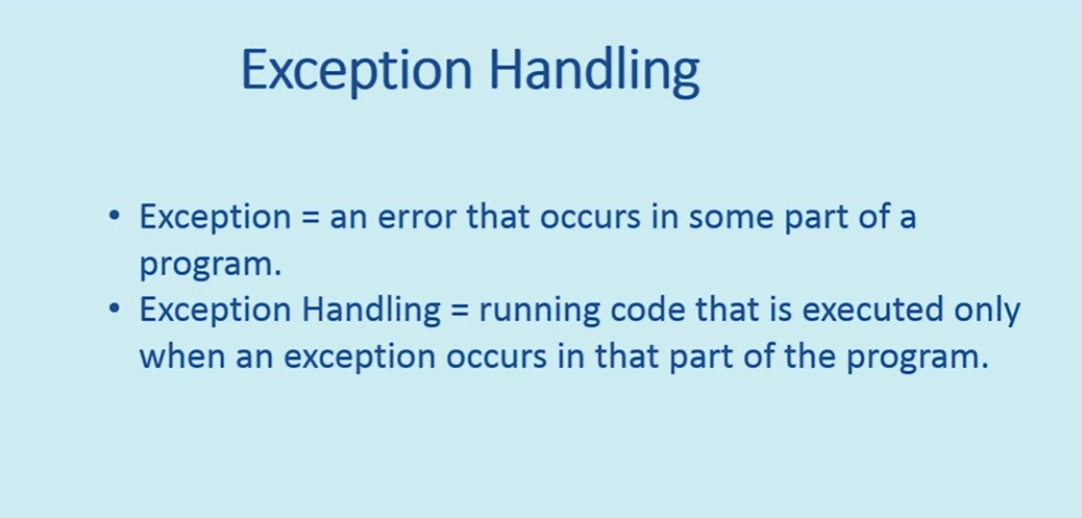 Exception Handling
• Exception = an error that occurs in some part of a
program.
• Exception Handling = running code that is executed only
when an exception occurs in that part of the program.